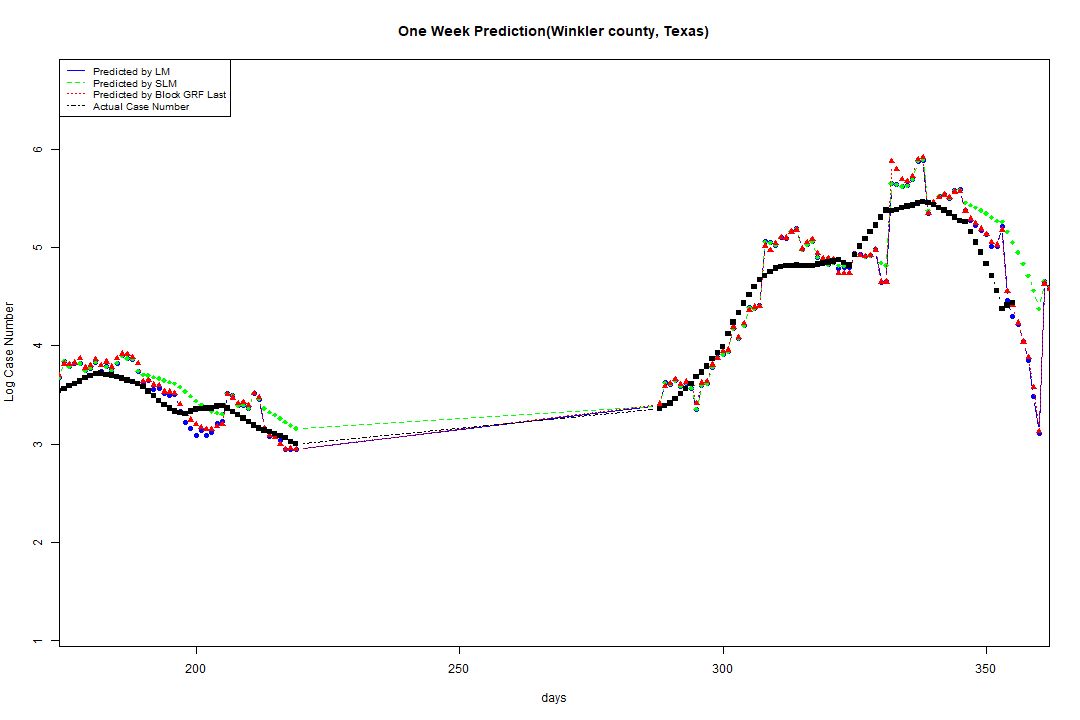 One Week Prediction(Winkler county, Texas)
Predicted by LM
Predicted by SLM
Predicted by Block GRF Last
Actual Case Number
6
5
4
3
2
1
Log Case Number
200 250 300 350
days